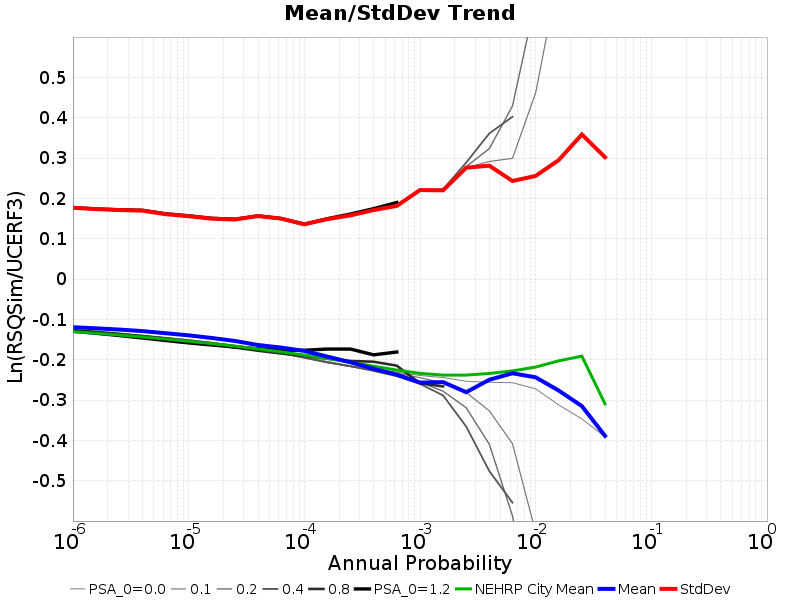 Mean/StdDev Trend
Ln(RSQSim/UCERF3)
0.5
0.4
0.3
0.2
0.1
0
-0.1
-0.2
-0.3
-0.4
-0.5
10^-6 10^-5 10^-4 10^-3 10^-2 10^-1 10^0
Annual Probability
PSA_0=0.0 0.1 0.2 0.4 0.8 PSA_0=1.2 NEHRP City Mean Mean StdDev